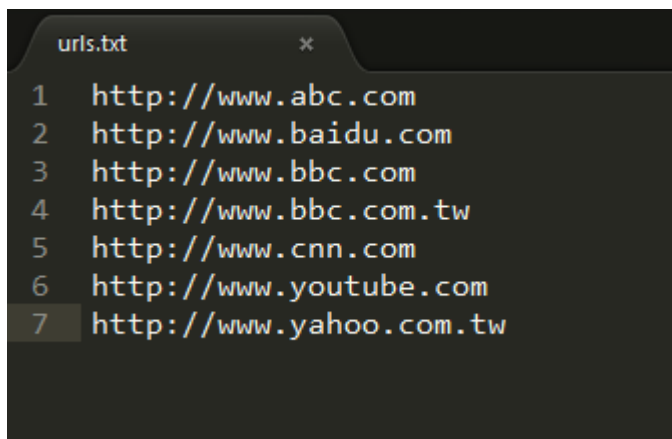 urls.txt ×
1 http://www.abc.com
2 http://www.baidu.com
3 http://www.bbc.com
4 http://www.bbc.com.tw
5 http://www.cnn.com
6 http://www.youtube.com
7 http://www.yahoo.com.tw